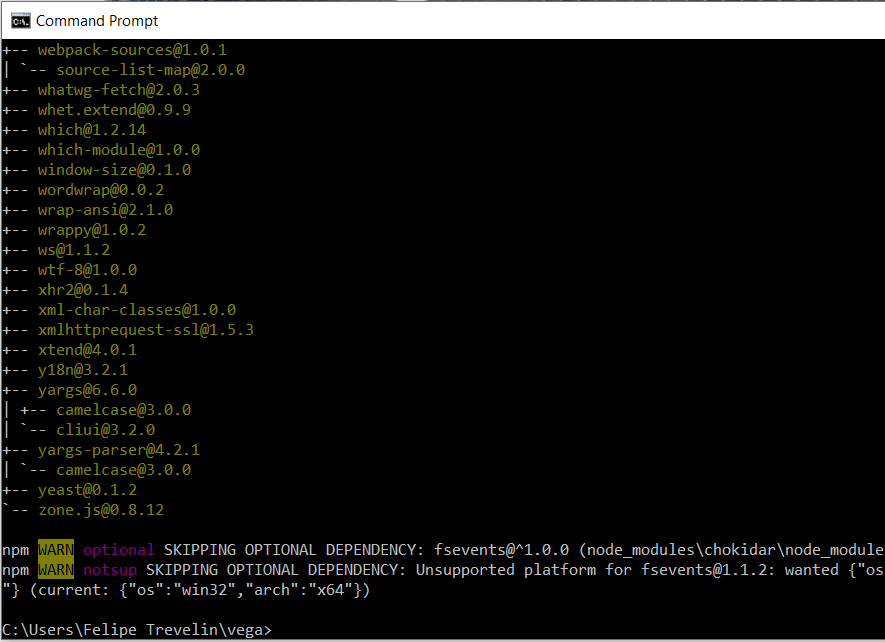 Command Prompt
+-- webpack-sources@1.0.1
| `-- source-list-map@2.0.0
+-- whatwg-fetch@2.0.3
+-- whet.extend@0.9.9
+-- which@1.2.14
+-- which-module@1.0.0
+-- window-size@0.1.0
+-- wordwrap@0.0.2
+-- wrap-ansi@2.1.0
+-- wrappy@1.0.2
+-- ws@1.1.2
+-- wtf-8@1.0.0
+-- xhr2@0.1.4
+-- xml-char-classes@1.0.0
+-- xmlhttprequest-ssl@1.5.3
+-- xtend@4.0.1
+-- y18n@3.2.1
+-- yargs@6.6.0
| +-- camelcase@3.0.0
| `-- cliui@3.2.0
+-- yargs-parser@4.2.1
| `-- camelcase@3.0.0
+-- yeast@0.1.2
`-- zone.js@0.8.12
npm WARN optional SKIPPING OPTIONAL DEPENDENCY: fsevents@^1.0.0 (node_modules\chokidar\node_module
npm WARN notsup SKIPPING OPTIONAL DEPENDENCY: Unsupported platform for fsevents@1.1.2: wanted {"os
"} (current: {"os":"win32","arch":"x64"})
C:\Users\Felipe Trevelin\vega>